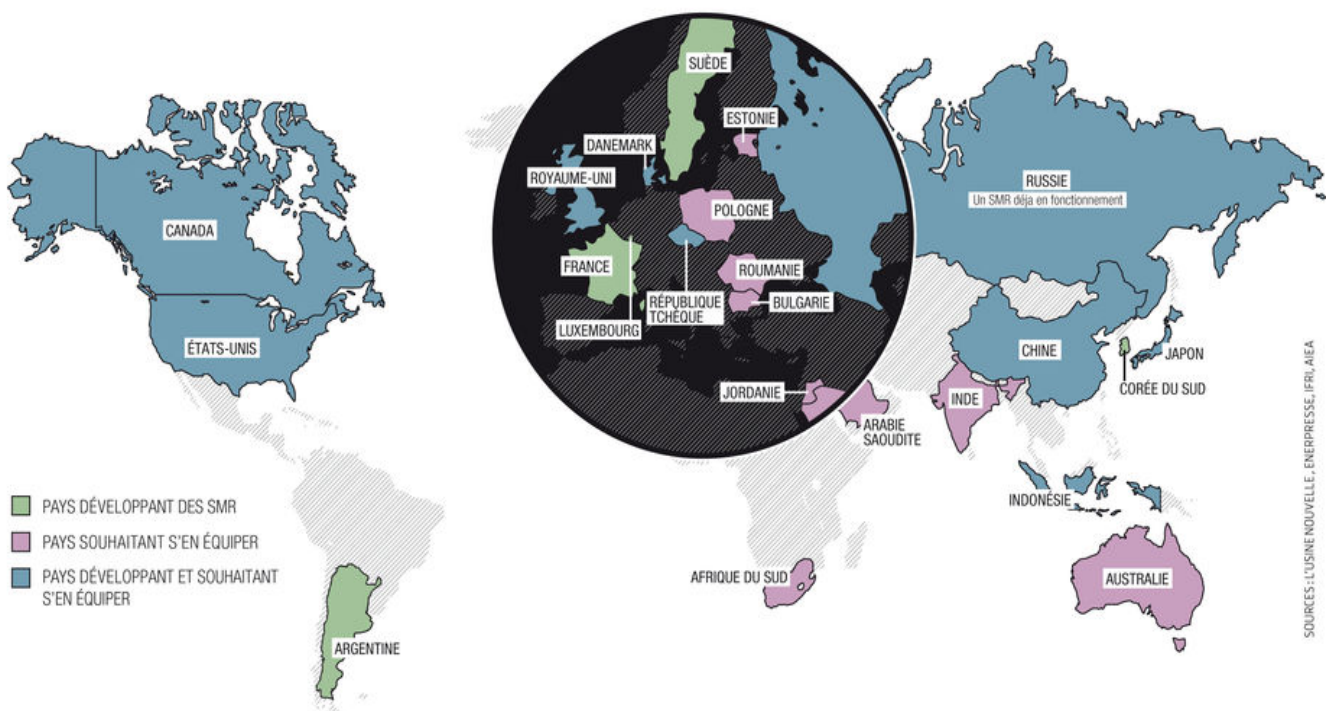 SUÈDE
ESTONIE
DANEMARK
ROYAUME-UNI
RUSSIE
Un SMR déja en fonctionnement
POLOGNE
CANADA
FRANCE
ROUMANIE
RÉPUBLIQUE
TCHÈQUE
BULGARIE
LUXEMBOURG
ÉTATS-UNIS
CHINE
JAPON
CORÉE DU SUD
JORDANIE
INDE
ARABIE
SAOUDITE
INDONÉSIE
PAYS DÉVELOPPANT DES SMR
PAYS SOUHAITANT S'EN ÉQUIPER
PAYS DÉVELOPPANT ET SOUHAITANT
S'EN ÉQUIPER
AFRIQUE DU SUD
AUSTRALIE
ARGENTINE
SOURCES : L'USINE NOUVELLE, ENERPRESSE, IFRI, AIEA